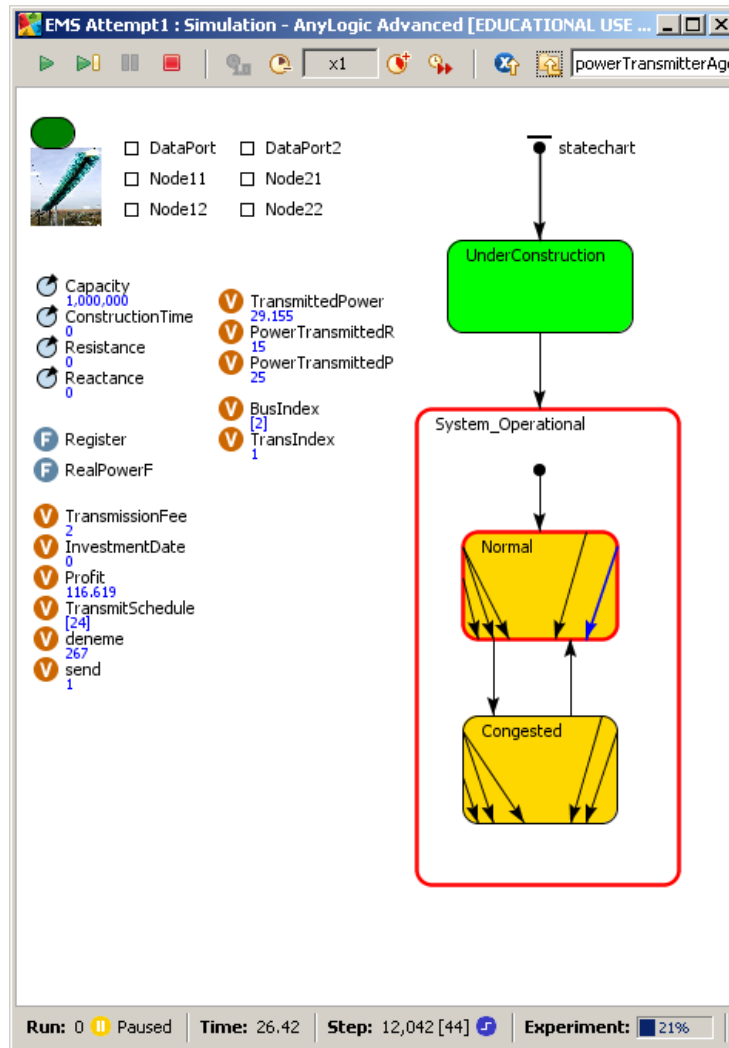 EMS Attempt1 : Simulation - AnyLogic Advanced [EDUCATIONAL USE ...
x1
powerTransmitterAge
DataPort DataPort2
Node11 Node21
Node12 Node22
statechart
UnderConstruction
Capacity
1,000,000
ConstructionTime
0
Resistance
0
Reactance
0
TransmittedPower
29.155
PowerTransmittedR
15
PowerTransmittedP
25
BusIndex
[2]
TransIndex
1
System_Operational
F Register
F RealPowerF
V TransmissionFee
2
V InvestmentDate
0
V Profit
116.619
V TransmitSchedule
[24]
V deneme
267
V send
1
Normal
Congested
Run: 0 Paused Time: 26.42 Step: 12,042 [44] Experiment: 21%